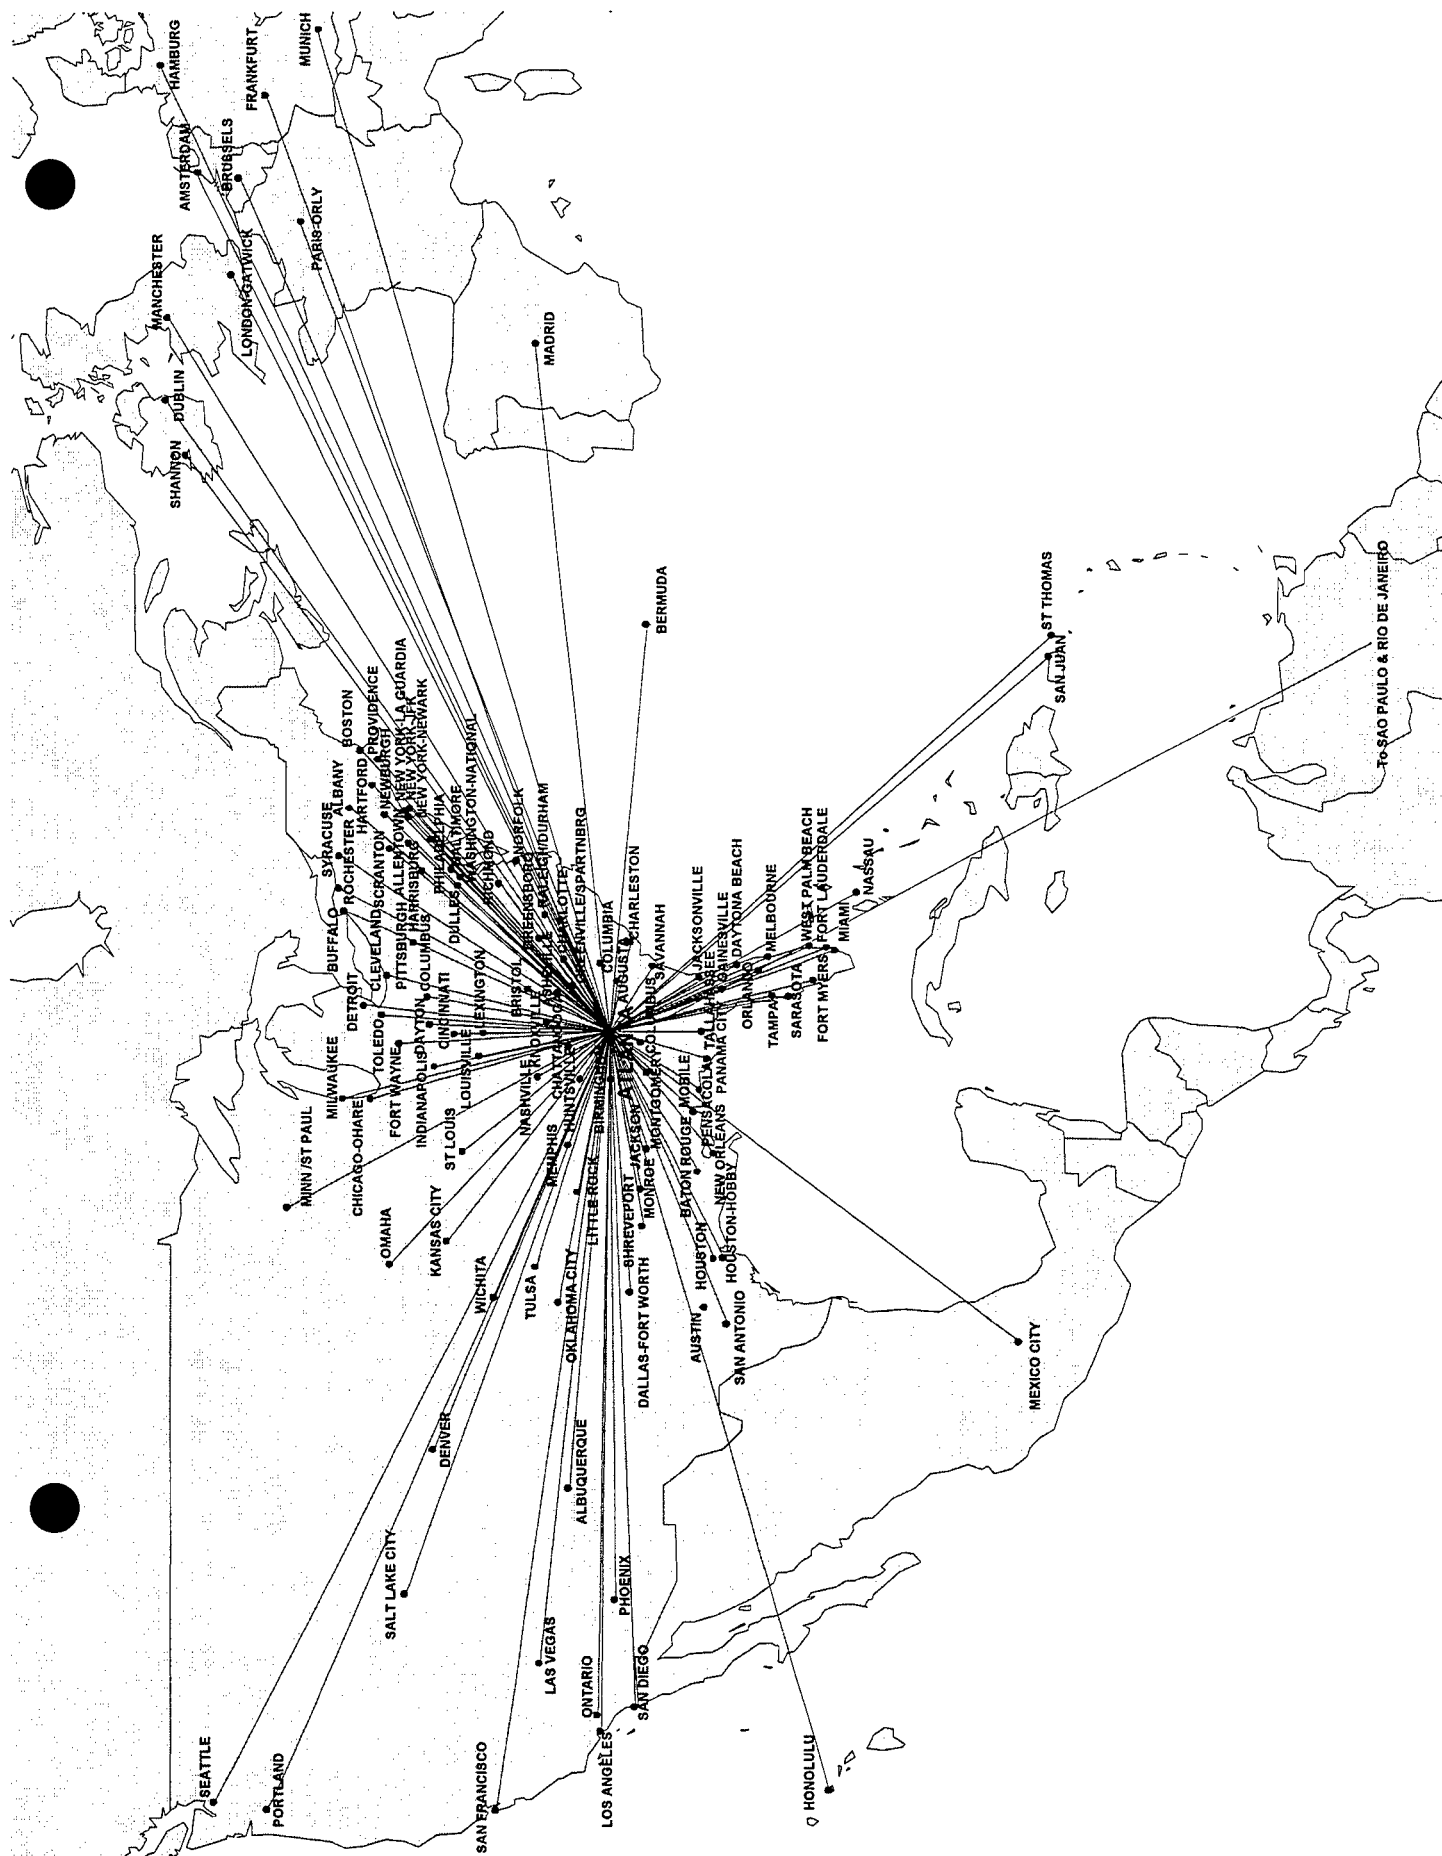 SEATTLE
PORTLAND
SAN FRANCISCO
LOS ANGELES
ONTARIO
SAN DIEGO
HONOLULU
LAS VEGAS
PHOENIX
SALT LAKE CITY
ALBUQUERQUE
DENVER
MEXICO CITY
DALLAS-FORT WORTH
SAN ANTONIO
AUSTIN
OKLAHOMA CITY
TULSA
WICHITA
HOUSTON
HOUSTON-HOBBY
KANSAS CITY
OMAHA
SHREVEPORT
MONROE
LITTLE ROCK
BATON ROUGE
NEW ORLEANS
JACKSON
MEMPHIS
MINN /ST PAUL
CHICAGO-OHARE
MILWAUKEE
ST LOUIS
NASHVILLE
BIRMINGHAM
HUNTSVILLE
MONTGOMERY
MOBILE
PENSACOLA
PANAMA CITY
TALLAHASSEE
INDIANAPOLIS
FORT WAYNE
LOUISVILLE
CHATTANOOGA
KNOXVILLE
ATLANTA
COLUMBUS
TOLEDO
DETROIT
DAYTON
CINCINNATI
LEXINGTON
BRISTOL
ASHEVILLE
AUGUSTA
SAVANNAH
COLUMBIA
CHARLESTON
GREENVILLE/SPARTNBRG
CHARLOTTE
GREENSBORO
RALEIGH/DURHAM
JACKSONVILLE
GAINESVILLE
DAYTONA BEACH
ORLANDO
MELBOURNE
TAMPA
SARASOTA
WEST PALM BEACH
FORT MYERS
FORT LAUDERDALE
MIAMI
NASSAU
BUFFALO
CLEVELAND
PITTSBURGH
COLUMBUS
ROCHESTER
SYRACUSE
SCRANTON
ALLENTOWN
HARRISBURG
DULLES
RICHMOND
NORFOLK
PHILADELPHIA
BALTIMORE
WASHINGTON-NATIONAL
ALBANY
HARTFORD
BOSTON
PROVIDENCE
NEWBURGH
NEW YORK-LA GUARDIA
NEW YORK-JFK
NEW YORK-NEWARK
BERMUDA
SAN JUAN
ST THOMAS
To SAO PAULO & RIO DE JANEIRO
SHANNON
DUBLIN
MANCHESTER
LONDON-GATWICK
MADRID
PARIS-ORLY
AMSTERDAM
BRUSSELS
HAMBURG
FRANKFURT
MUNICH